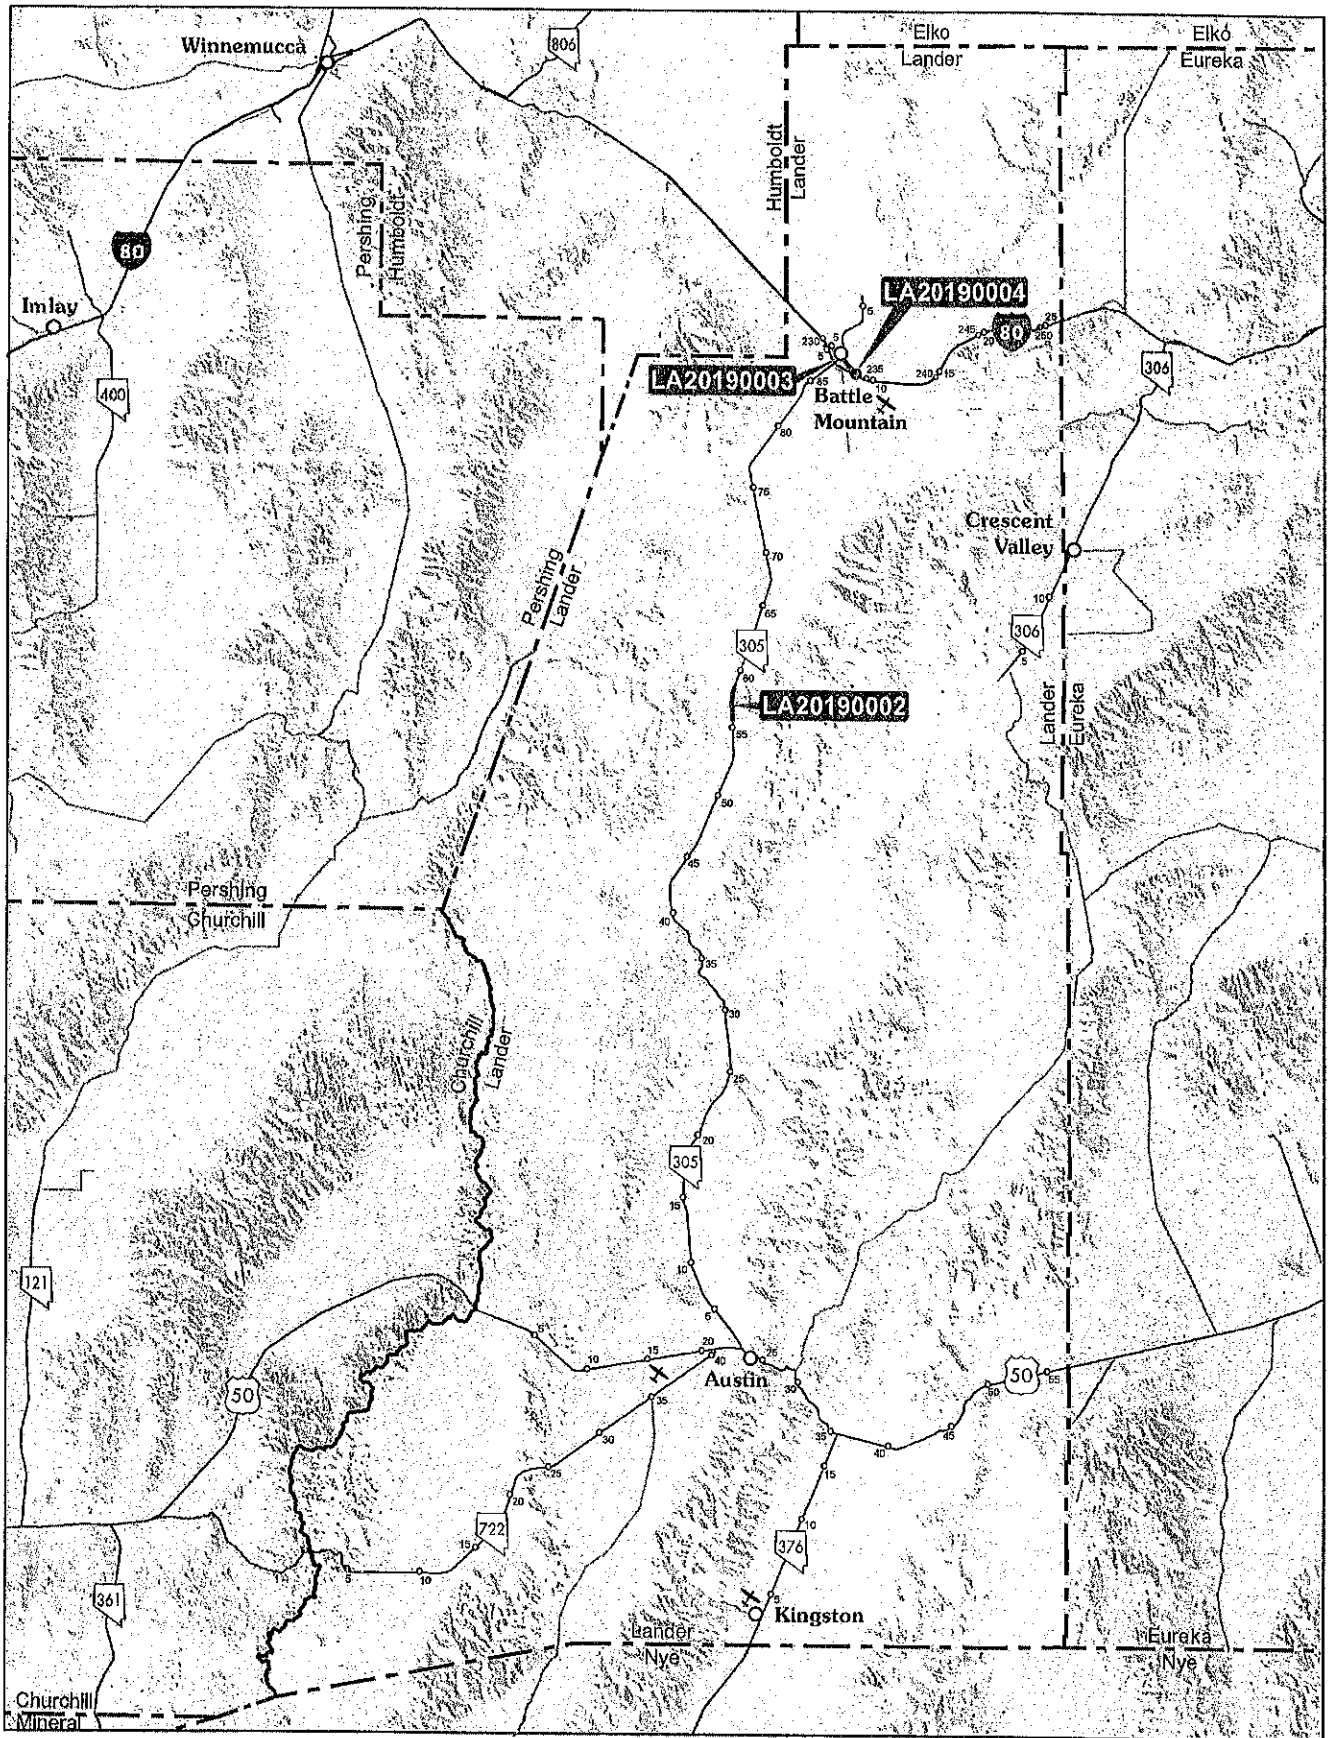 Winnemucca
806
Elko
Lander
Elko
Eureka
Humboldt
Lander
Pershing
Humboldt
80
Imlay
400
LA20190004
5
245
20
80
25
250
230
5
5
235
10
240
15
LA20190003
85
Battle
Mountain
306
80
75
Crescent
Valley
70
Pershing
Lander
65
10
305
306
5
60
LA20190002
Lander
Eureka
55
50
45
Pershing
Churchill
40
35
30
Churchill
Lander
25
20
305
15
121
10
5
5
10
15
20
40
25
Austin
50
30
50
55
50
35
35
45
40
30
25
15
20
722
15
10
376
5
10
361
5
Kingston
Lander
Nye
Eureka
Nye
Churchill
Mineral